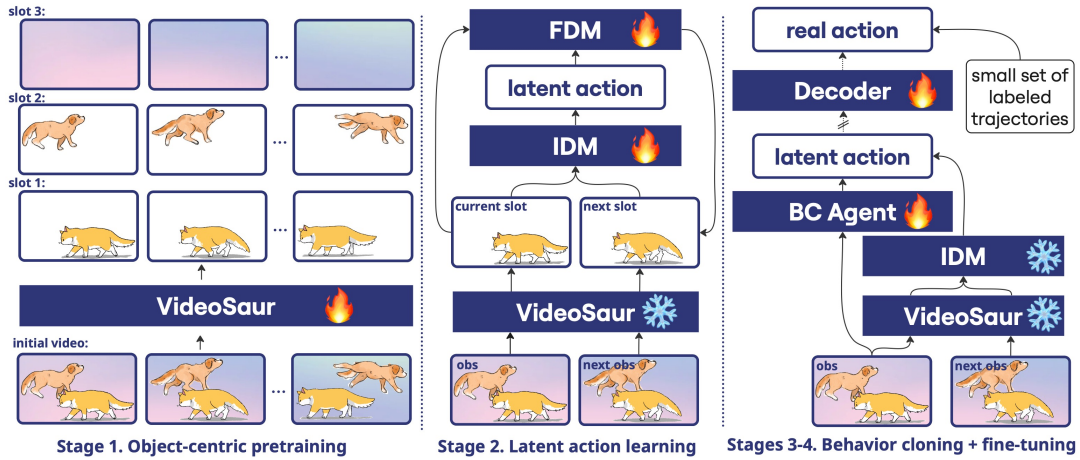 slot 3:
...
slot 2:
...
slot 1:
...
VideoSaur
initial video:
...
Stage 1. Object-centric pretraining
FDM
latent action
IDM
current slot
next slot
VideoSaur
obs
next obs
Stage 2. Latent action learning
real action
small set of
labeled
trajectories
Decoder
latent action
BC Agent
IDM
VideoSaur
obs
next obs
Stages 3-4. Behavior cloning + fine-tuning